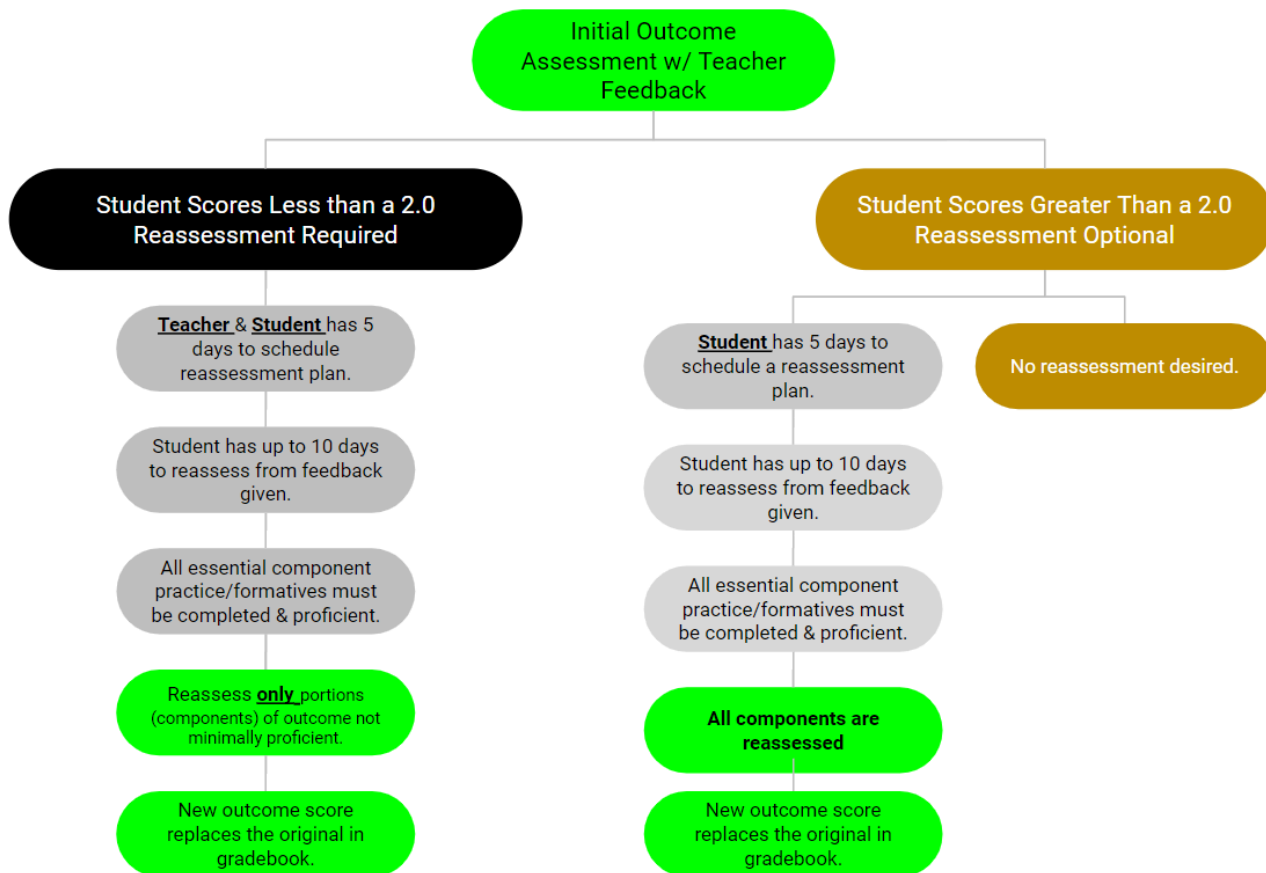 Initial Outcome
Assessment w/ Teacher
Feedback
Student Scores Less than a 2.0
Reassessment Required
Teacher & Student has 5
days to schedule
reassessment plan.
Student has up to 10 days
to reassess from feedback
given.
All essential component
practice/formatives must
be completed & proficient.
Reassess only portions
(components) of outcome not
minimally proficient.
New outcome score
replaces the original in
gradebook.
Student Scores Greater Than a 2.0
Reassessment Optional
Student has 5 days to
schedule a reassessment
plan.
Student has up to 10 days
to reassess from feedback
given.
All essential component
practice/formatives must
be completed & proficient.
All components are
reassessed
New outcome score
replaces the original in
gradebook.
No reassessment desired.